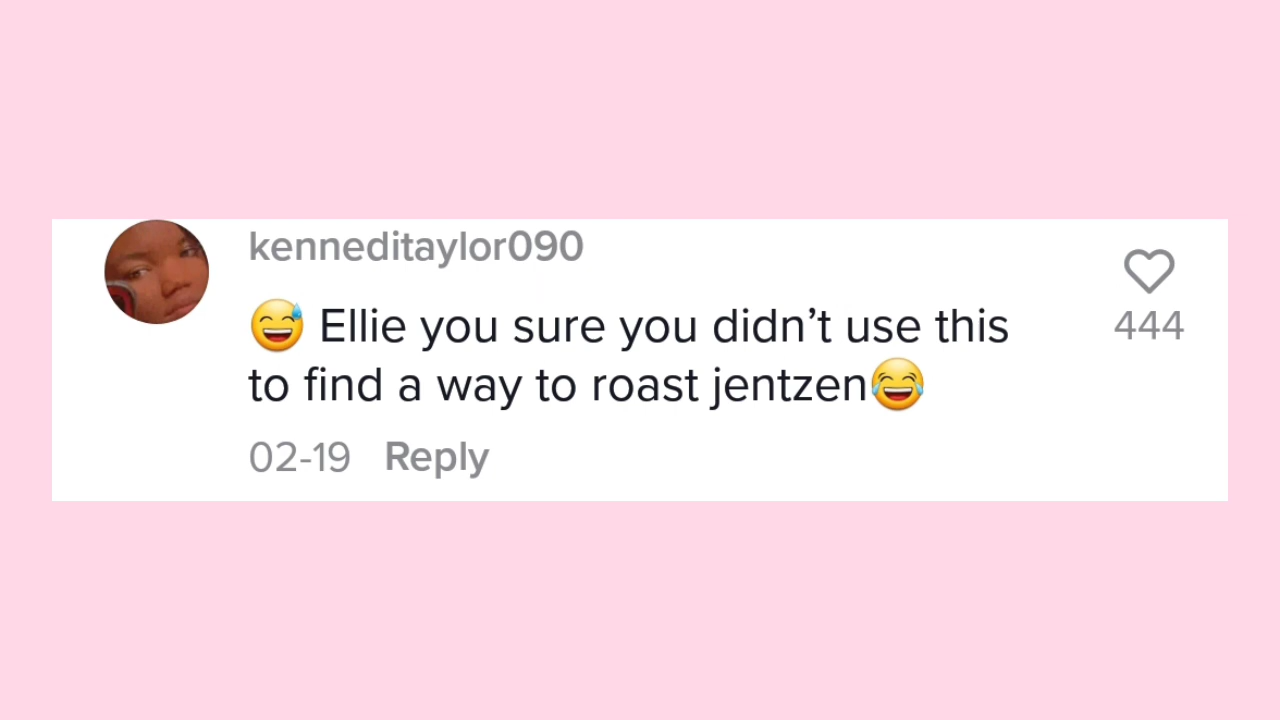 kenneditaylor090
😅 Ellie you sure you didn’t use this
to find a way to roast jentzen😂
444
02-19 Reply